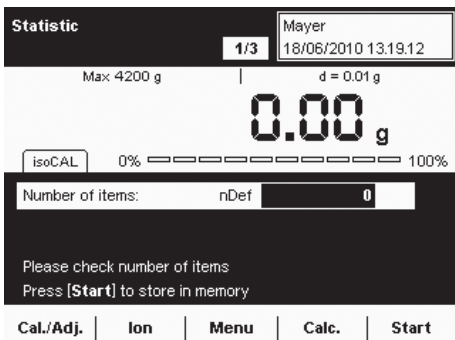 Statistic
1/3
Mayer
18/06/2010 13.19.12
Max 4200 g
d = 0.01 g
0.00 g
isoCAL
0%
100%
Number of items: nDef 0
Please check number of items
Press [Start] to store in memory
Cal./Adj. Ion Menu Calc. Start